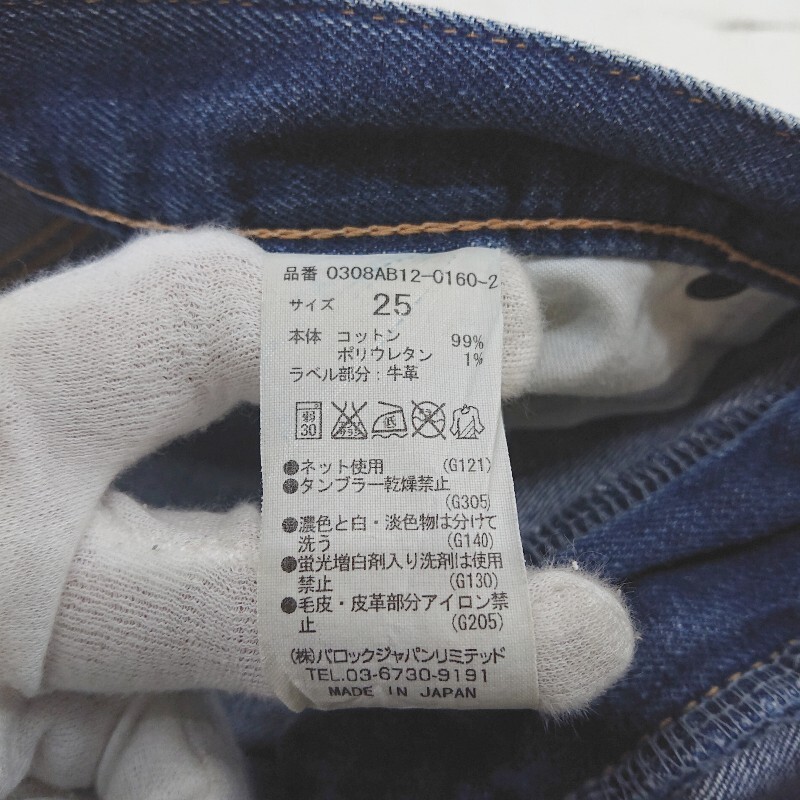 品番 0308AB12-0160-2
サイズ 25
本体 コットン 99%
ポリウレタン 1%
ラベル部分:牛革
弱 30 低
●ネット使用 (G121)
●タンブラー乾燥禁止
(G305)
●濃色と白・淡色物は分けて
洗う (G140)
●蛍光増白剤入り洗剤は使用
禁止 (G130)
●毛皮・皮革部分アイロン禁
止 (G205)
(株)バロックジャパンリミテッド
TEL.03-6730-9191
MADE IN JAPAN